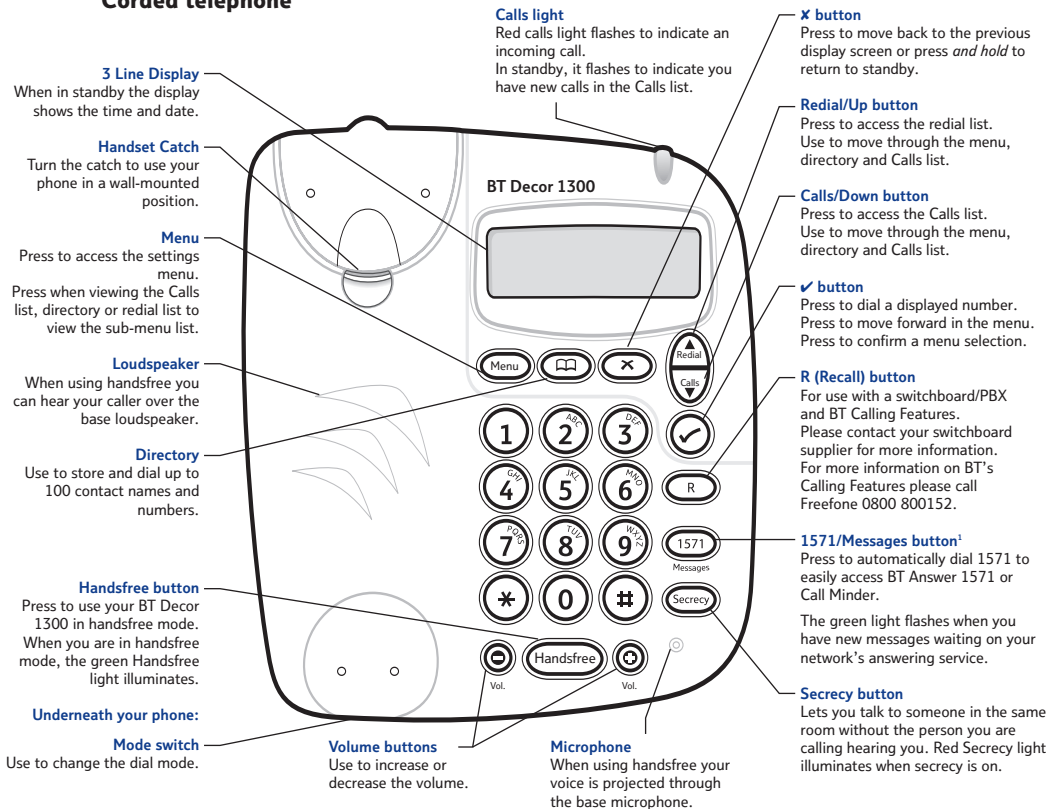 Corded telephone
3 Line Display
When in standby the display
shows the time and date.
Handset Catch
Turn the catch to use your
phone in a wall-mounted
position.
Menu
Press to access the settings
menu.
Press when viewing the Calls
list, directory or redial list to
view the sub-menu list.
Loudspeaker
When using handsfree you
can hear your caller over the
base loudspeaker.
Directory
Use to store and dial up to
100 contact names and
numbers.
Handsfree button
Press to use your BT Decor
1300 in handsfree mode.
When you are in handsfree
mode, the green Handsfree
light illuminates.
Underneath your phone:
Mode switch
Use to change the dial mode.
Calls light
Red calls light flashes to indicate an
incoming call.
In standby, it flashes to indicate you
have new calls in the Calls list.
BT Decor 1300
Menu
✗
Redial
Calls
✓
1
2 ABC
3 DEF
4 GHI
5 JKL
6 MNO
R
7 PQRS
8 TUV
9 WXYZ
1571
Messages
*
0
#
Secrecy
Handsfree
Vol.
Vol.
Volume buttons
Use to increase or
decrease the volume.
Microphone
When using handsfree your
voice is projected through
the base microphone.
✘ button
Press to move back to the previous
display screen or press and hold to
return to standby.
Redial/Up button
Press to access the redial list.
Use to move through the menu,
directory and Calls list.
Calls/Down button
Press to access the Calls list.
Use to move through the menu,
directory and Calls list.
✔ button
Press to dial a displayed number.
Press to move forward in the menu.
Press to confirm a menu selection.
R (Recall) button
For use with a switchboard/PBX
and BT Calling Features.
Please contact your switchboard
supplier for more information.
For more information on BT's
Calling Features please call
Freefone 0800 800152.
1571/Messages button¹
Press to automatically dial 1571 to
easily access BT Answer 1571 or
Call Minder.
The green light flashes when you
have new messages waiting on your
network's answering service.
Secrecy button
Lets you talk to someone in the same
room without the person you are
calling hearing you. Red Secrecy light
illuminates when secrecy is on.